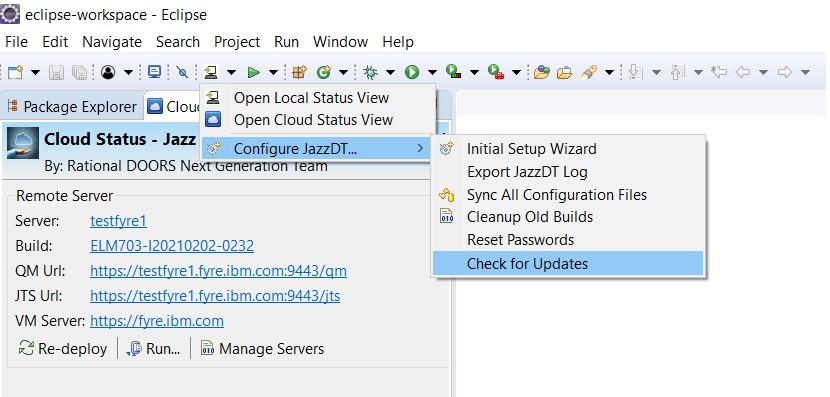 eclipse-workspace - Eclipse
File Edit Navigate Search Project Run Window Help
Package Explorer Clou
Open Local Status View
Open Cloud Status View
Configure JazzDT...
Initial Setup Wizard
Export JazzDT Log
Sync All Configuration Files
Cleanup Old Builds
Reset Passwords
Check for Updates
Cloud Status - Jazz
By: Rational DOORS Next Generation Team
Remote Server
Server: testfyre1
Build: ELM703-I20210202-0232
QM Url: https://testfyre1.fyre.ibm.com:9443/qm
JTS Url: https://testfyre1.fyre.ibm.com:9443/jts
VM Server: https://fyre.ibm.com
Re-deploy Run... Manage Servers